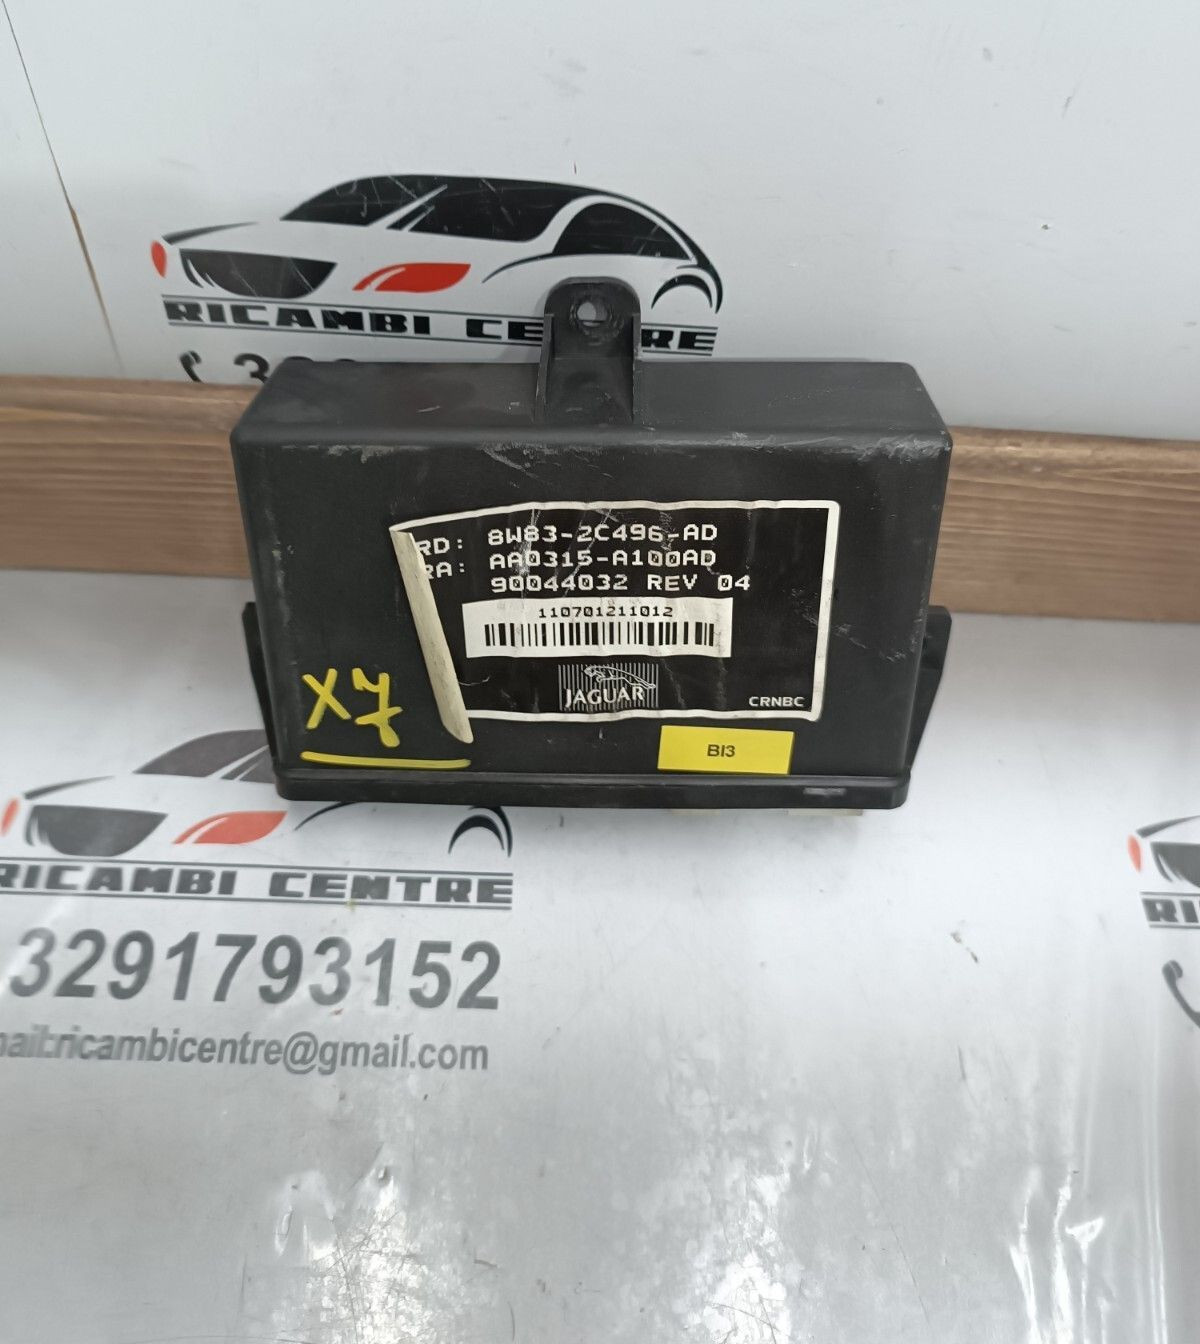 RICAMBI CENTRE
RD: 8W83-2C496-AD
RA: AA0315-A100AD
90044032 REV 04
110701211012
JAGUAR
CRNBC
X7
BI3
RICAMBI CENTRE
3291793152
ricambicentre@gmail.com